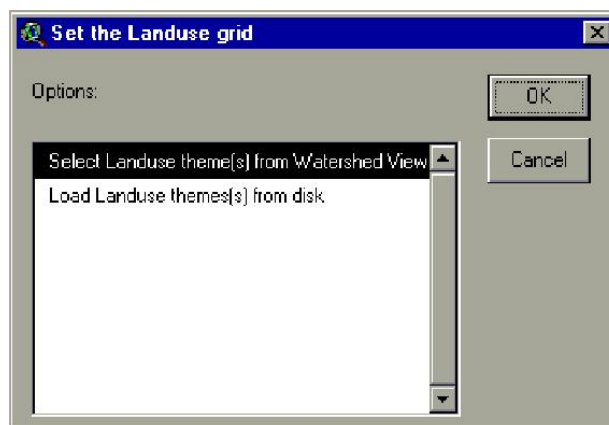 Set the Landuse grid
Options:
OK
Select Landuse theme(s) from Watershed View
Cancel
Load Landuse themes(s) from disk